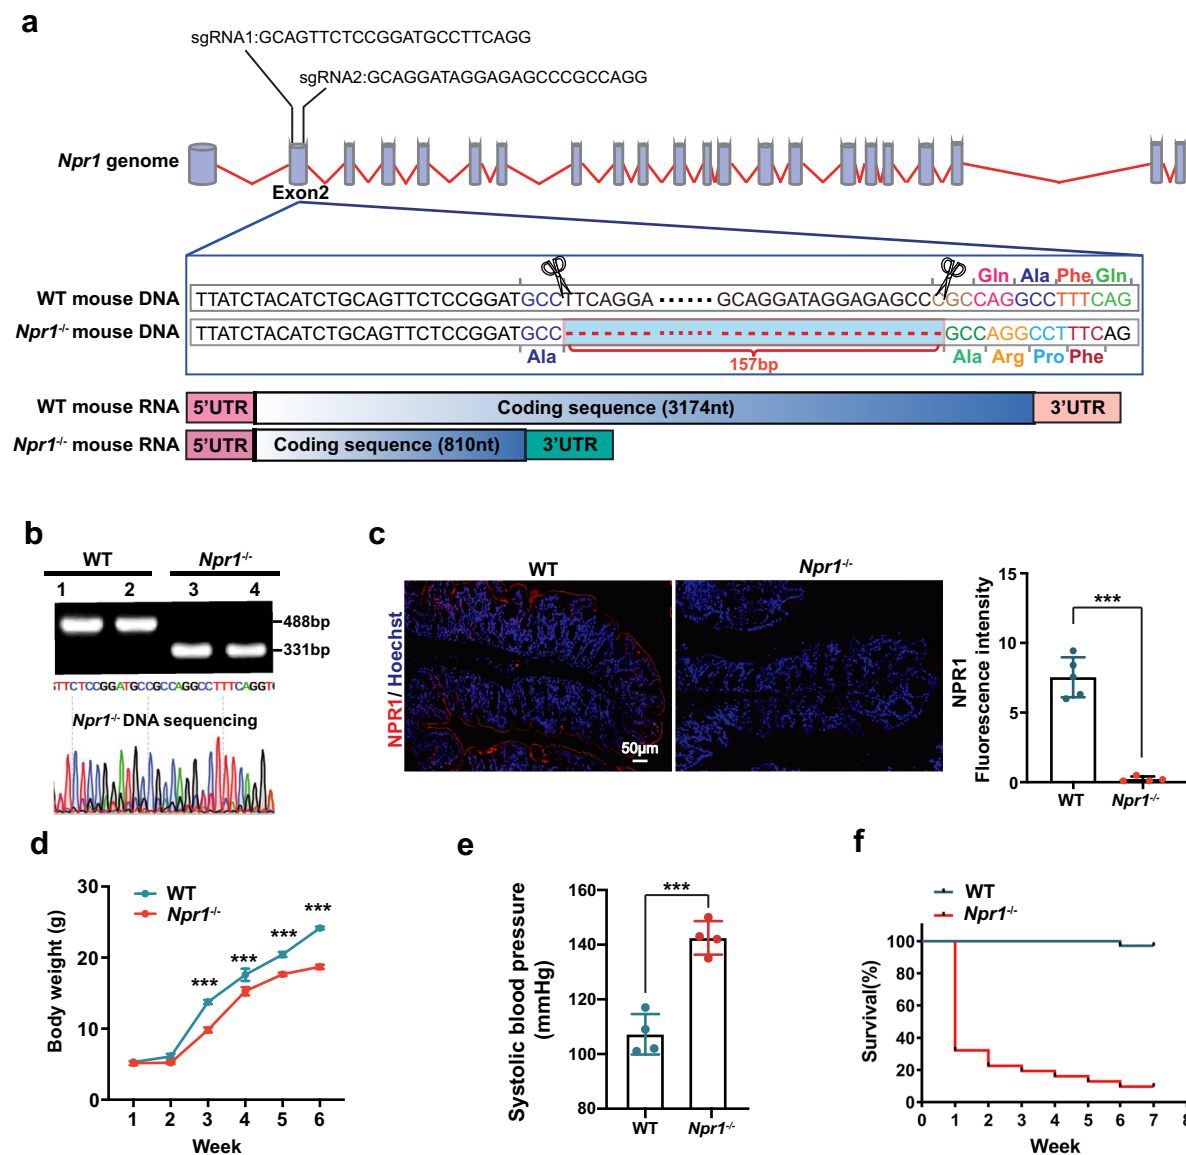 a
sgRNA1:GCAGTTCTCCGGATGCCTTCAGG
sgRNA2:GCAGGATAGGAGAGCCCGCCAGG
Npr1 genome
Exon2
Gln Ala Phe Gln
WT mouse DNA TTATCTACATCTGCAGTTCTCCGGATGCCTTCAGGA ······ GCAGGATAGGAGAGCCCGCCAGGCCTTTCAG
Npr1-/- mouse DNA TTATCTACATCTGCAGTTCTCCGGATGCC GCCAGGCCTTTCAG
Ala 157bp Ala Arg Pro Phe
WT mouse RNA 5'UTR Coding sequence (3174nt) 3'UTR
Npr1-/- mouse RNA 5'UTR Coding sequence (810nt) 3'UTR
b
WT Npr1-/-
1 2 3 4
488bp
331bp
TTCTCCGGATGCCGCCAGGCCTTTCAGGT
Npr1-/- DNA sequencing
c
WT Npr1-/-
NPR1/ Hoechst
50μm
NPR1
Fluorescence intensity
15
10
5
0
***
WT Npr1-/-
d
Body weight (g)
30
20
10
0
WT
Npr1-/-
*** *** *** ***
1 2 3 4 5 6
Week
e
Systolic blood pressure
(mmHg)
160
140
120
100
80
***
WT Npr1-/-
f
WT
Npr1-/-
Survival(%)
100
80
60
40
20
0
0 1 2 3 4 5 6 7 8
Week